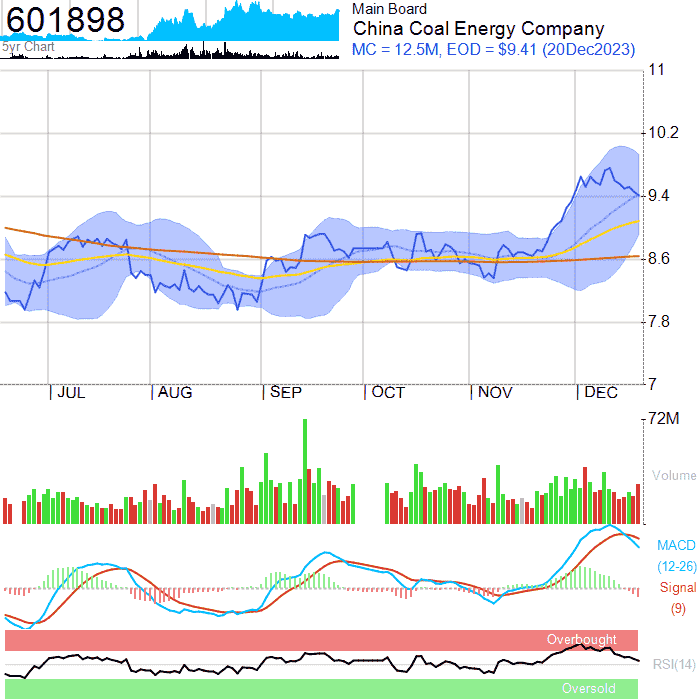 601898
5yr Chart
Main Board
China Coal Energy Company
MC = 12.5M, EOD = $9.41 (20Dec2023)
11
10.2
9.4
8.6
7.8
7
JUL AUG SEP OCT NOV DEC
72M
Volume
MACD
(12-26)
Signal
(9)
Overbought
RSI(14)
Oversold